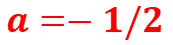 a =− 1/2